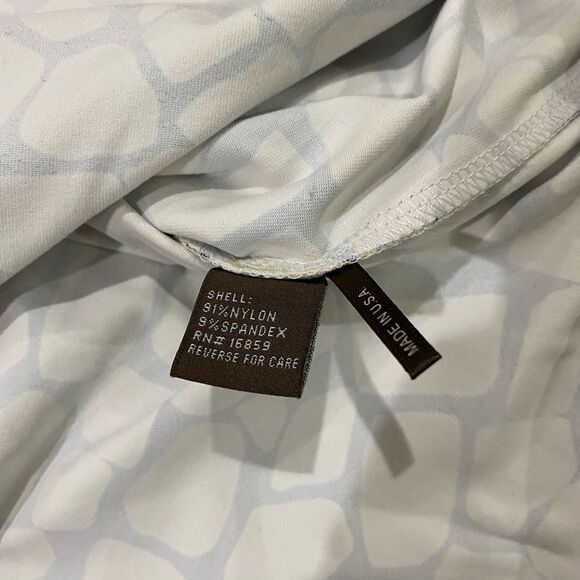 SHELL:
91%NYLON
9%SPANDEX
RN# 16859
REVERSE FOR CARE
MADE IN USA